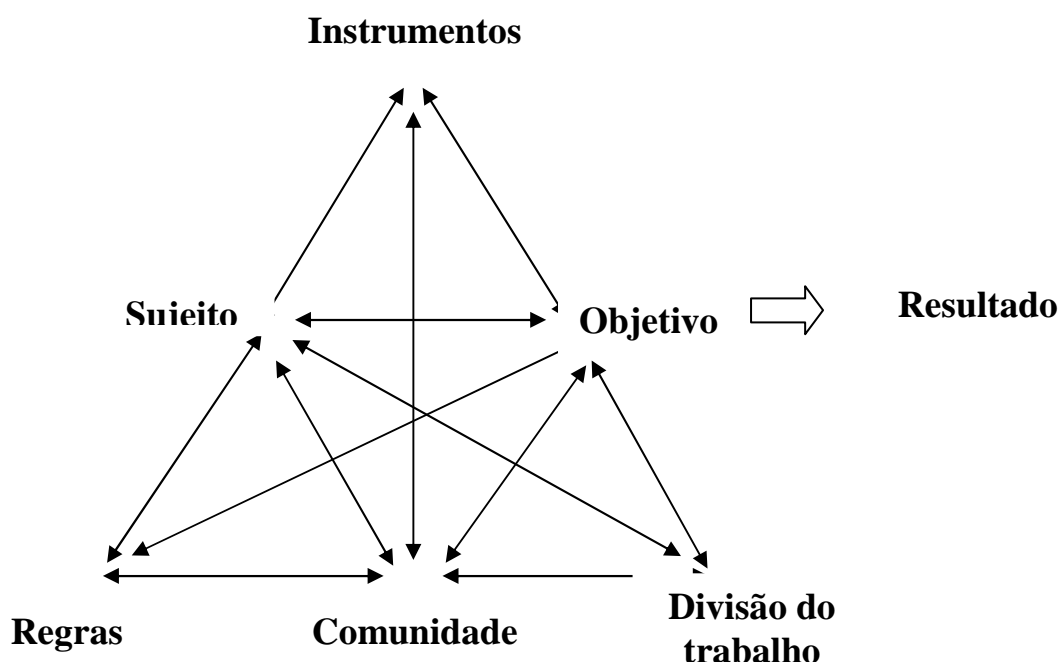 Instrumentos
Sujeito
Objetivo
Resultado
Regras
Comunidade
Divisão do
trabalho